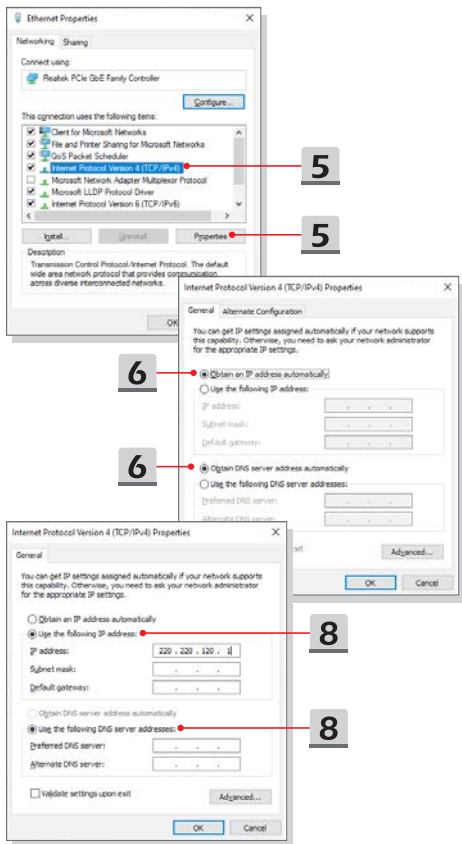 Ethernet Properties
Networking Sharing
Connect using:
Realtek PCIe GbE Family Controller
Configure...
This connection uses the following items:
Client for Microsoft Networks
File and Printer Sharing for Microsoft Networks
QoS Packet Scheduler
Internet Protocol Version 4 (TCP/IPv4)
5
Microsoft Network Adapter Multiplexor Protocol
Microsoft LLDP Protocol Driver
Internet Protocol Version 6 (TCP/IPv6)
Install... Uninstall Properties
5
Description
Transmission Control Protocol/Internet Protocol. The default
wide area network protocol that provides communication
across diverse interconnected networks.
OK
Internet Protocol Version 4 (TCP/IPv4) Properties
General Alternate Configuration
You can get IP settings assigned automatically if your network supports
this capability. Otherwise, you need to ask your network administrator
for the appropriate IP settings.
6
Obtain an IP address automatically
Use the following IP address:
IP address:
Subnet mask:
Default gateway:
6
Obtain DNS server address automatically
Use the following DNS server addresses:
Preferred DNS server:
Alternate DNS server:
Advanced...
OK Cancel
Internet Protocol Version 4 (TCP/IPv4) Properties
General
You can get IP settings assigned automatically if your network supports
this capability. Otherwise, you need to ask your network administrator
for the appropriate IP settings.
Obtain an IP address automatically
Use the following IP address:
8
IP address: 220 . 220 . 120 . 1
Subnet mask: . . .
Default gateway: . . .
Obtain DNS server address automatically
Use the following DNS server addresses:
8
Preferred DNS server: . . .
Alternate DNS server: . . .
Validate settings upon exit
Advanced...
OK Cancel